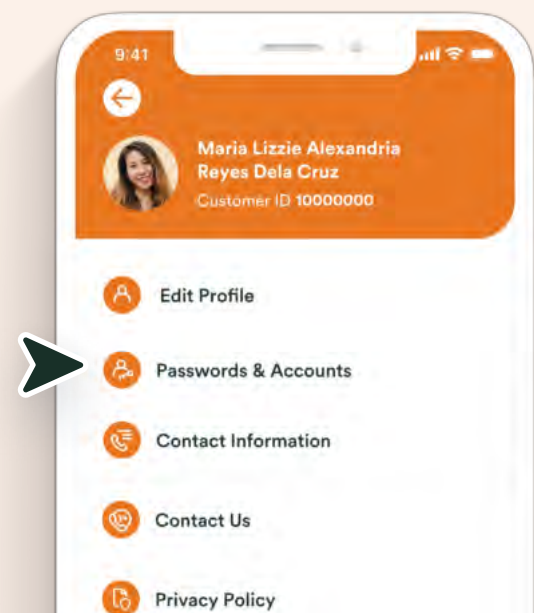 9:41
Maria Lizzie Alexandria
Reyes Dela Cruz
Customer ID 10000000
Edit Profile
Passwords & Accounts
Contact Information
Contact Us
Privacy Policy